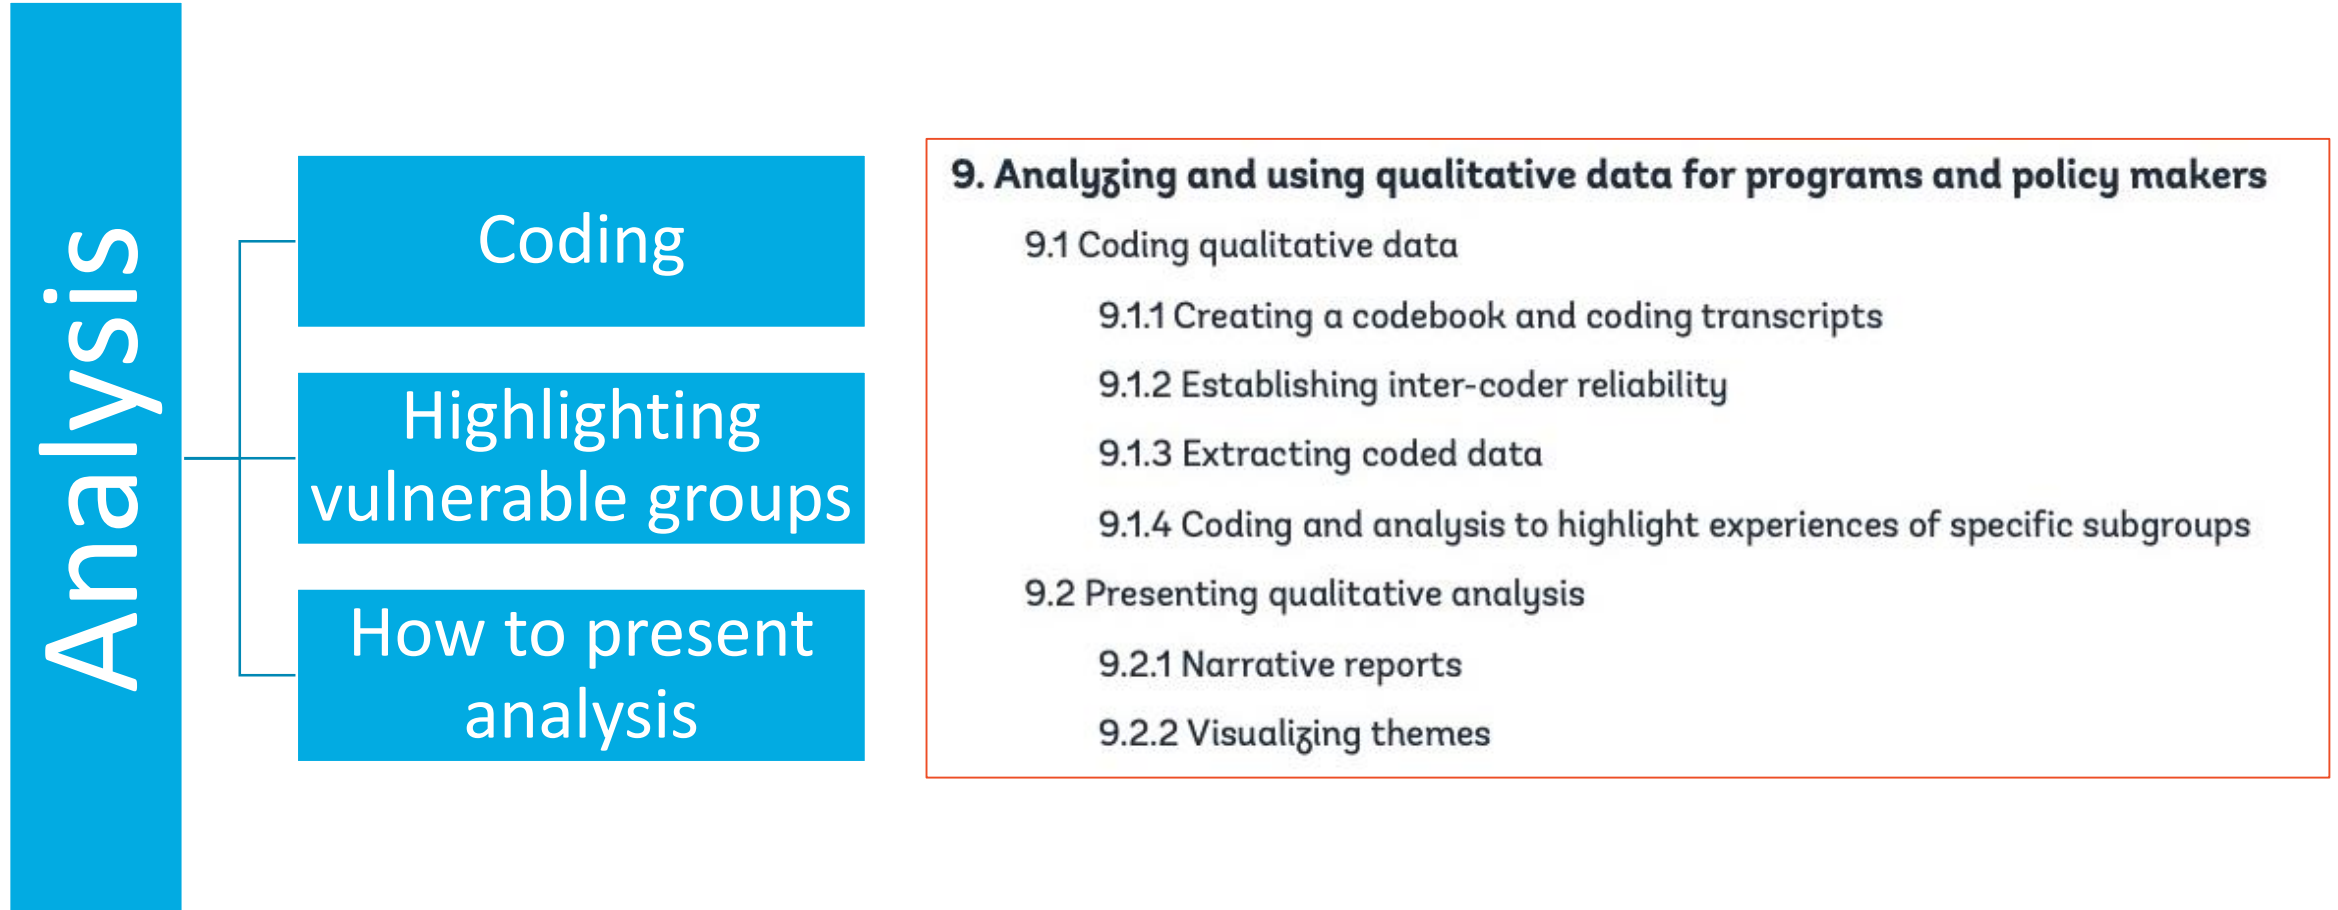 Analysis
Coding
Highlighting
vulnerable groups
How to present
analysis
9. Analyzing and using qualitative data for programs and policy makers
9.1 Coding qualitative data
9.1.1 Creating a codebook and coding transcripts
9.1.2 Establishing inter-coder reliability
9.1.3 Extracting coded data
9.1.4 Coding and analysis to highlight experiences of specific subgroups
9.2 Presenting qualitative analysis
9.2.1 Narrative reports
9.2.2 Visualizing themes